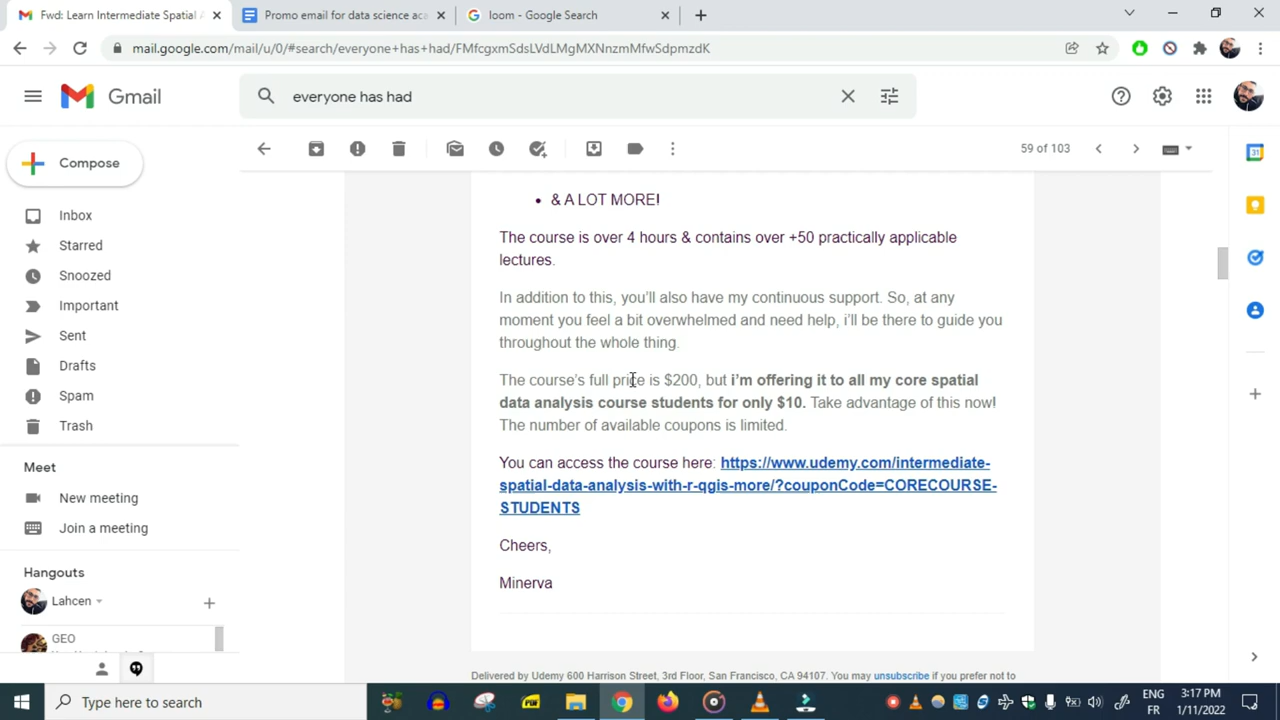 Fwd: Learn Intermediate Spatial
Promo email for data science aca
loom - Google Search
mail.google.com/mail/u/0/#search/everyone+has+had/FMfcgxmSdsLVdLMgMXNnzmMfwSdpmzdK
Gmail
everyone has had
Compose
59 of 103
Inbox
Starred
Snoozed
Important
Sent
Drafts
Spam
Trash
Meet
New meeting
Join a meeting
Hangouts
Lahcen
GEO
• & A LOT MORE!
The course is over 4 hours & contains over +50 practically applicable
lectures.
In addition to this, you'll also have my continuous support. So, at any
moment you feel a bit overwhelmed and need help, i'll be there to guide you
throughout the whole thing.
The course's full price is $200, but i'm offering it to all my core spatial
data analysis course students for only $10. Take advantage of this now!
The number of available coupons is limited.
You can access the course here: https://www.udemy.com/intermediate-
spatial-data-analysis-with-r-qgis-more/?couponCode=CORECOURSE-
STUDENTS
Cheers,
Minerva
Delivered by Udemy 600 Harrison Street, 3rd Floor, San Francisco, CA 94107. You may unsubscribe if you prefer not to
31
Type here to search
ENG
FR
3:17 PM
1/11/2022